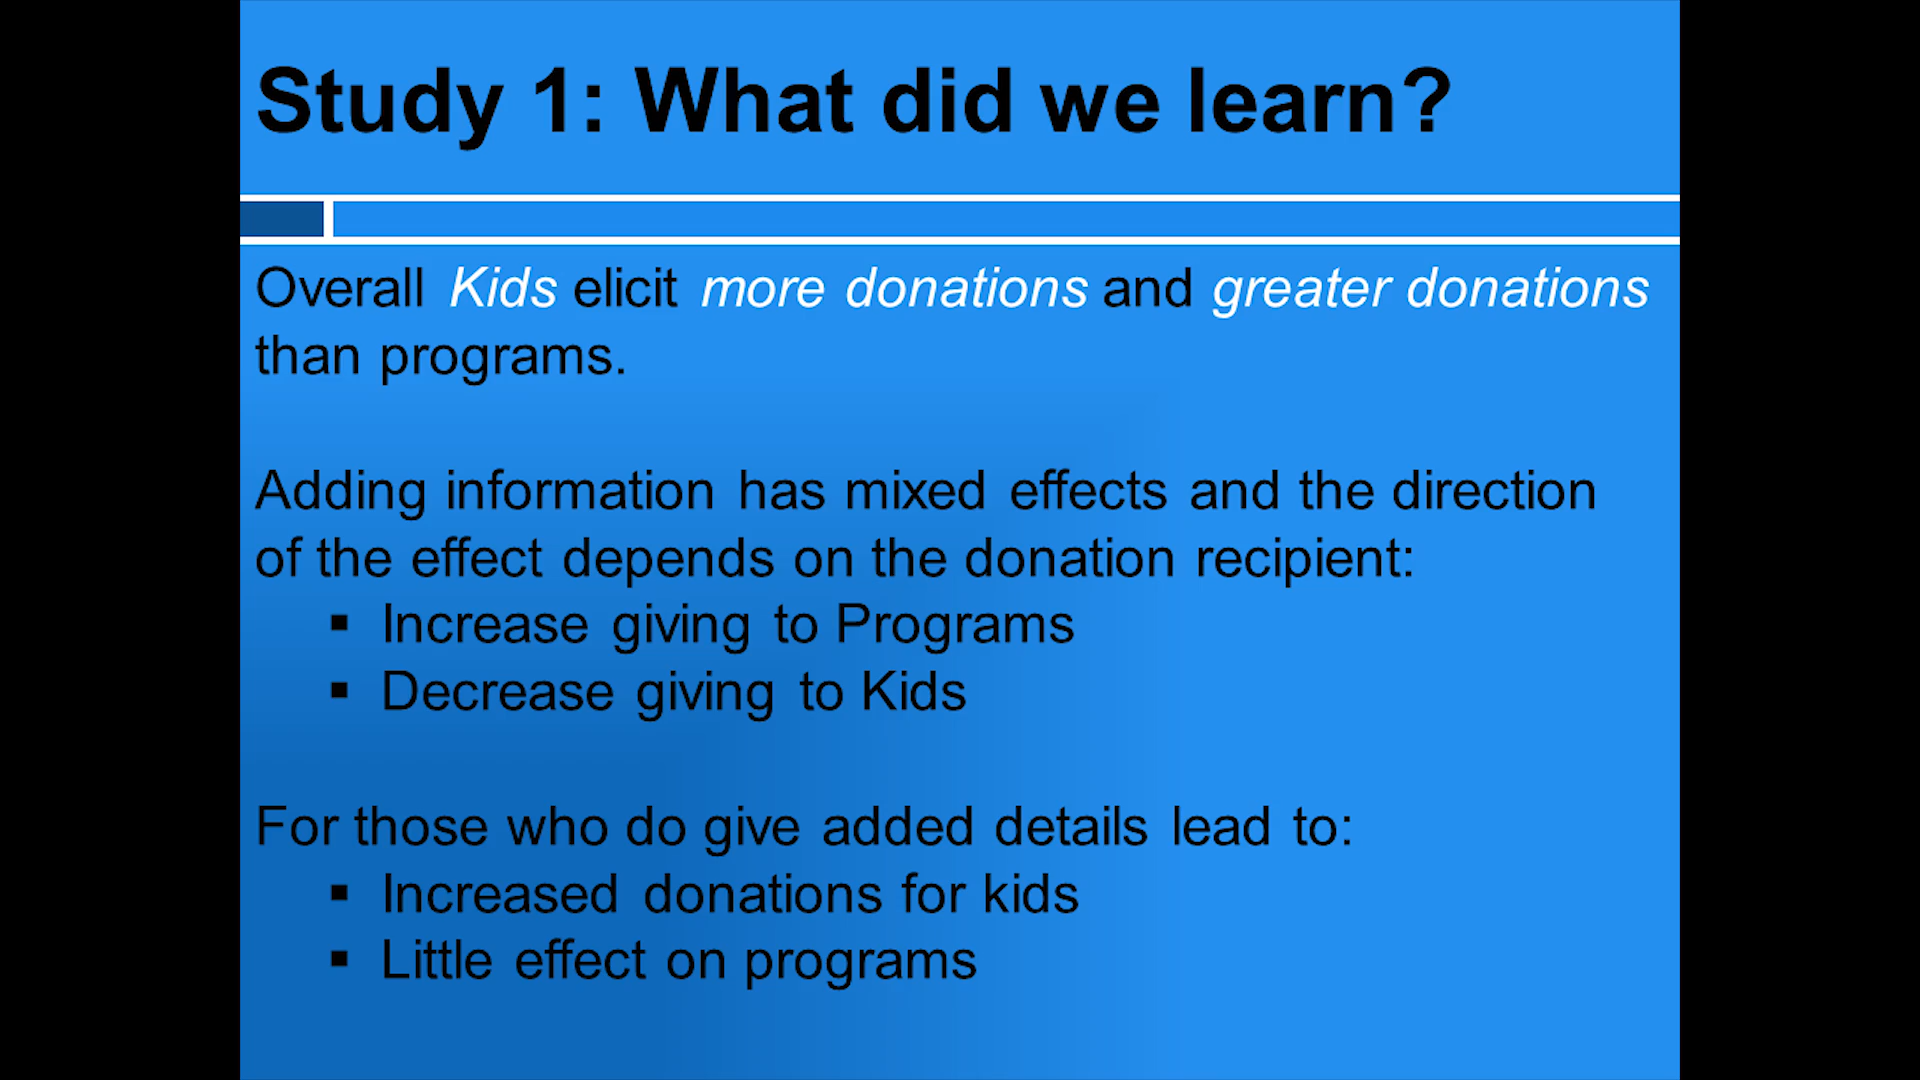 Study 1: What did we learn?
Overall Kids elicit more donations and greater donations
than programs.
Adding information has mixed effects and the direction
of the effect depends on the donation recipient:
▪ Increase giving to Programs
▪ Decrease giving to Kids
For those who do give added details lead to:
▪ Increased donations for kids
▪ Little effect on programs